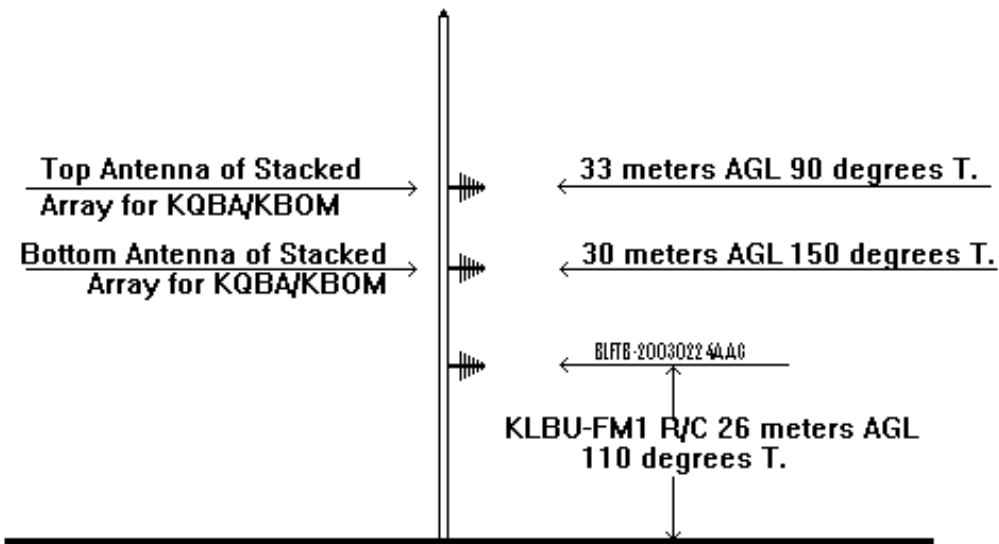 Top Antenna of Stacked
Array for KQBA/KBOM
33 meters AGL 90 degrees T.
Bottom Antenna of Stacked
Array for KQBA/KBOM
30 meters AGL 150 degrees T.
BLFTB-20030224AAG
KLBU-FM1 R/C 26 meters AGL
110 degrees T.